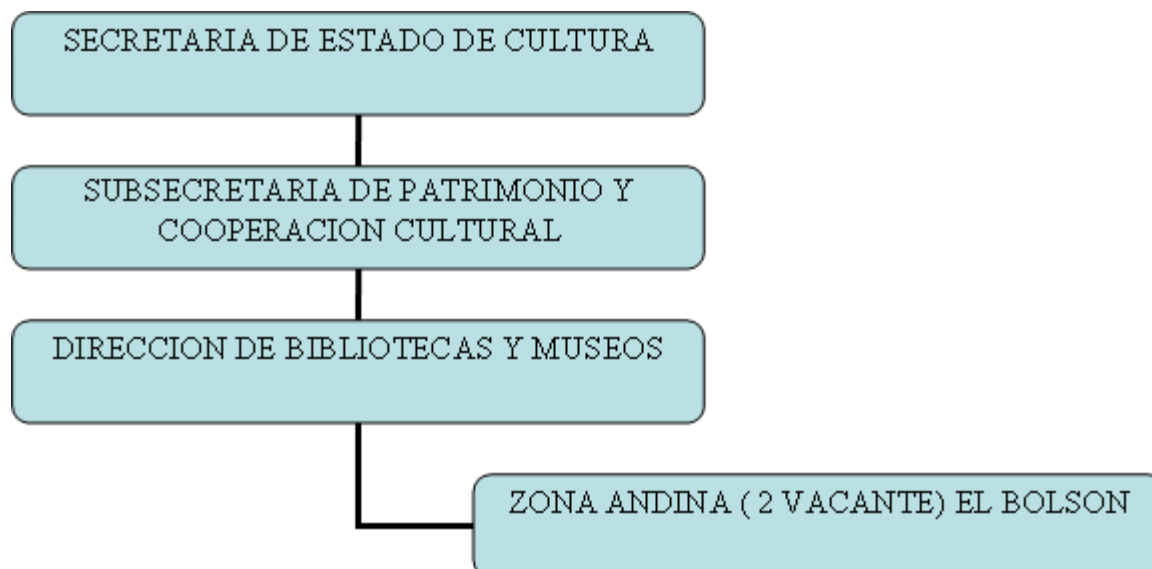 SECRETARIA DE ESTADO DE CULTURA
SUBSECRETARIA DE PATRIMONIO Y
COOPERACION CULTURAL
DIRECCION DE BIBLIOTECAS Y MUSEOS
ZONA ANDINA ( 2 VACANTE) EL BOLSON